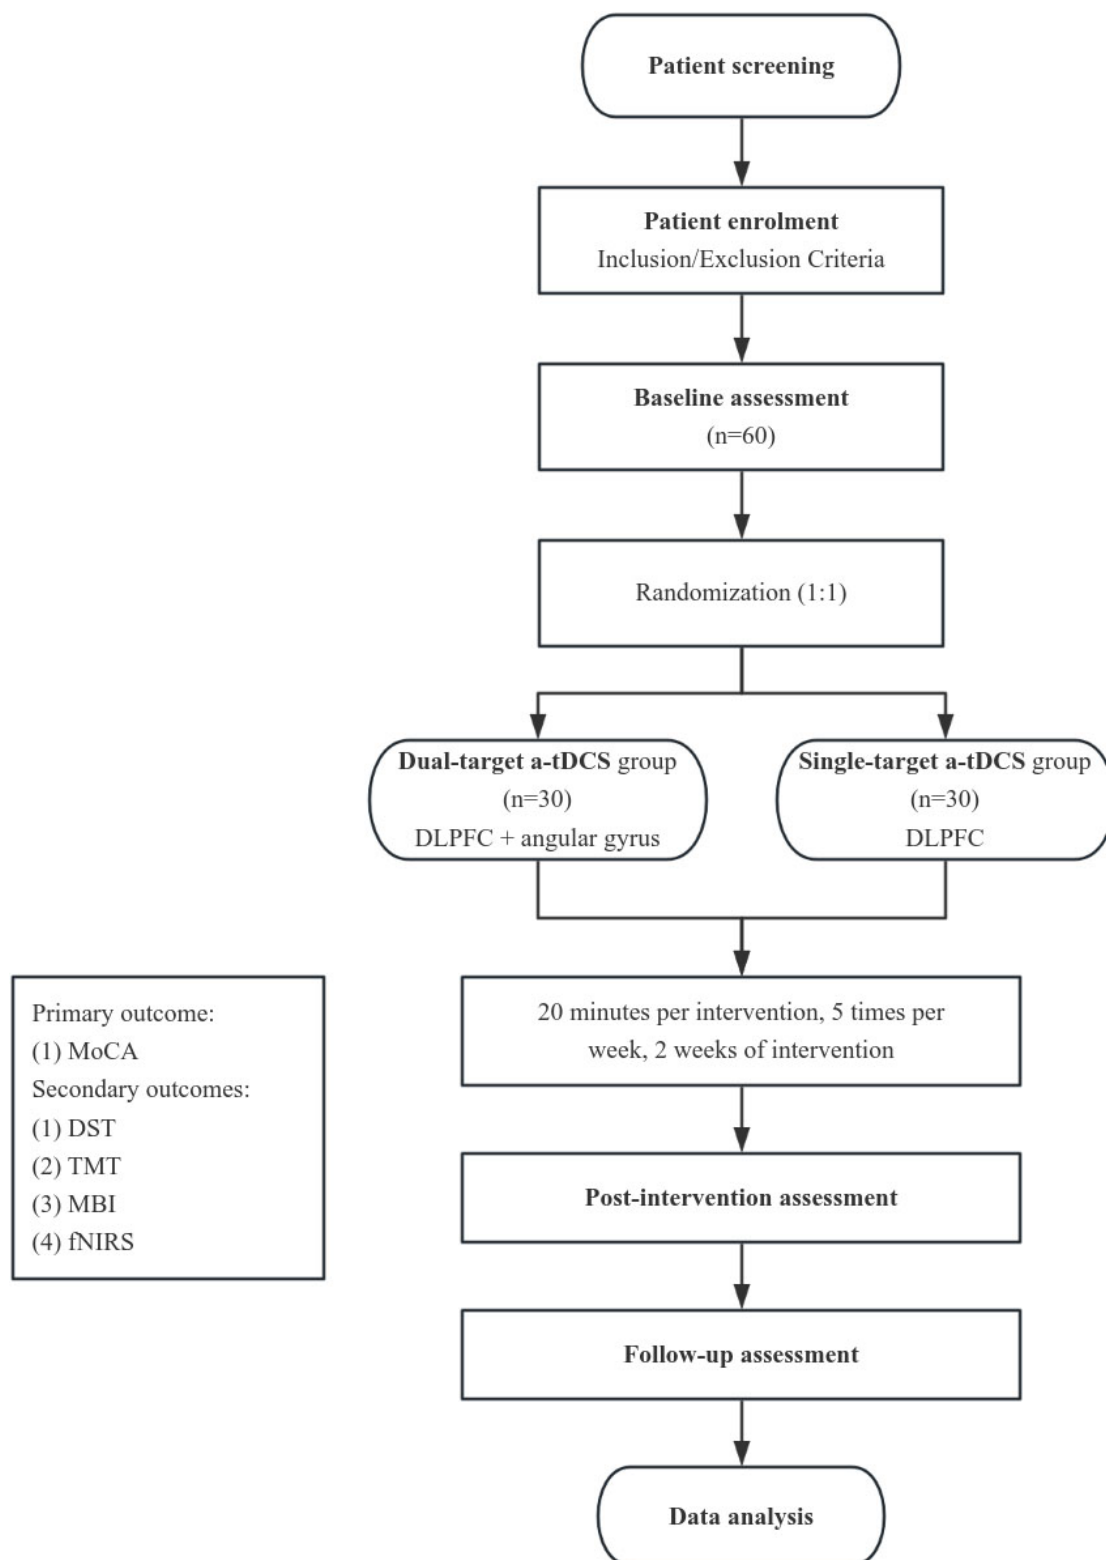 Patient screening
Patient enrolment
Inclusion/Exclusion Criteria
Baseline assessment
(n=60)
Randomization (1:1)
Dual-target a-tDCS group
(n=30)
DLPFC + angular gyrus
Single-target a-tDCS group
(n=30)
DLPFC
20 minutes per intervention, 5 times per
week, 2 weeks of intervention
Primary outcome:
(1) MoCA
Secondary outcomes:
(1) DST
(2) TMT
(3) MBI
(4) fNIRS
Post-intervention assessment
Follow-up assessment
Data analysis